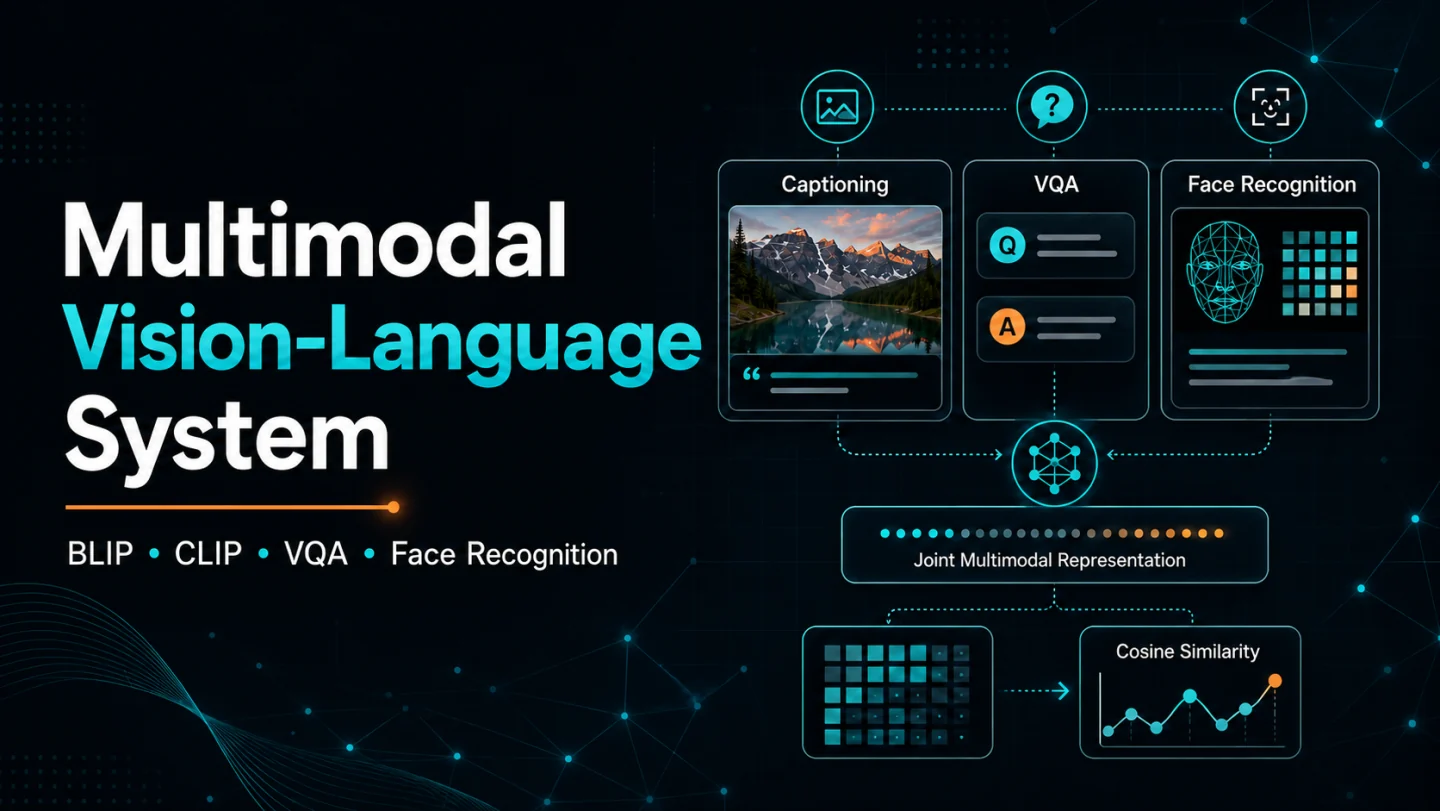 Multimodal
Vision-Language
System
BLIP • CLIP • VQA • Face Recognition
?
Captioning
VQA
Face Recognition
Q
A
“
Joint Multimodal Representation
Cosine Similarity